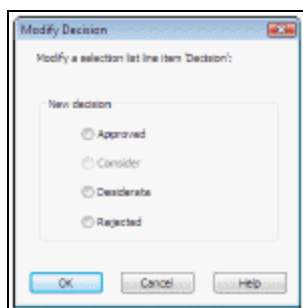 Modify Decision
Modify a selection list line item 'Decision':
New decision
Approved
Consider
Desiderata
Rejected
OK
Cancel
Help